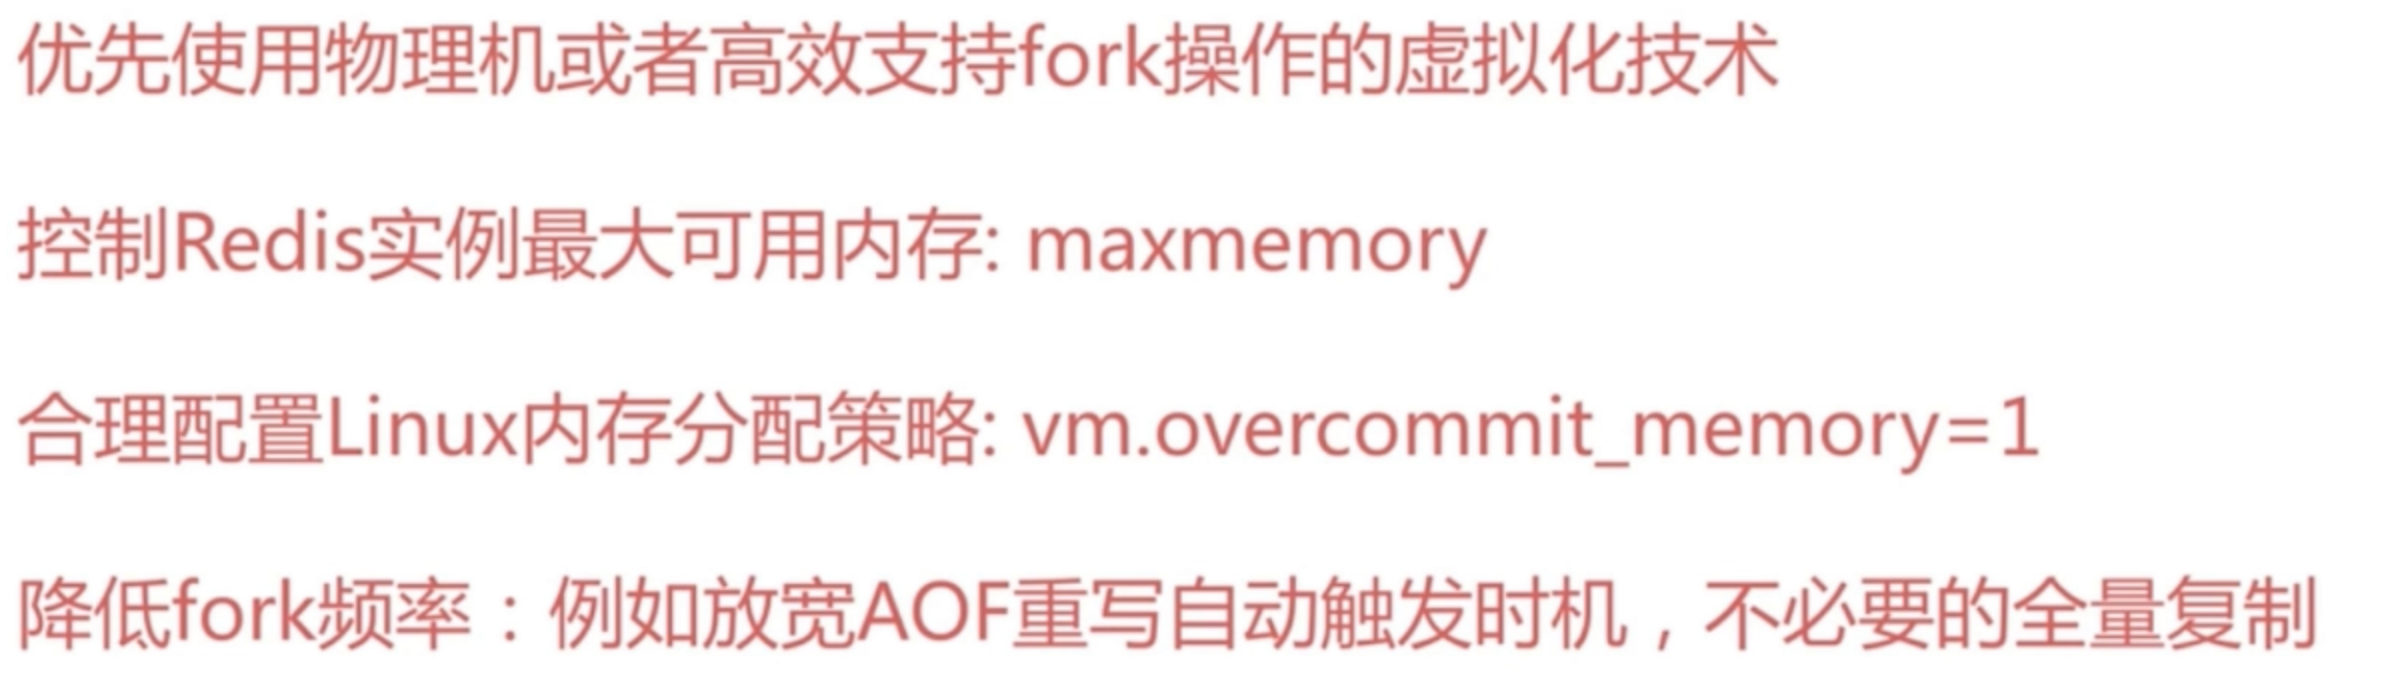 优先使用物理机或者高效支持fork操作的虚拟化技术
控制Redis实例最大可用内存: maxmemory
合理配置Linux内存分配策略: vm.overcommit_memory=1
降低fork频率：例如放宽AOF重写自动触发时机，不必要的全量复制